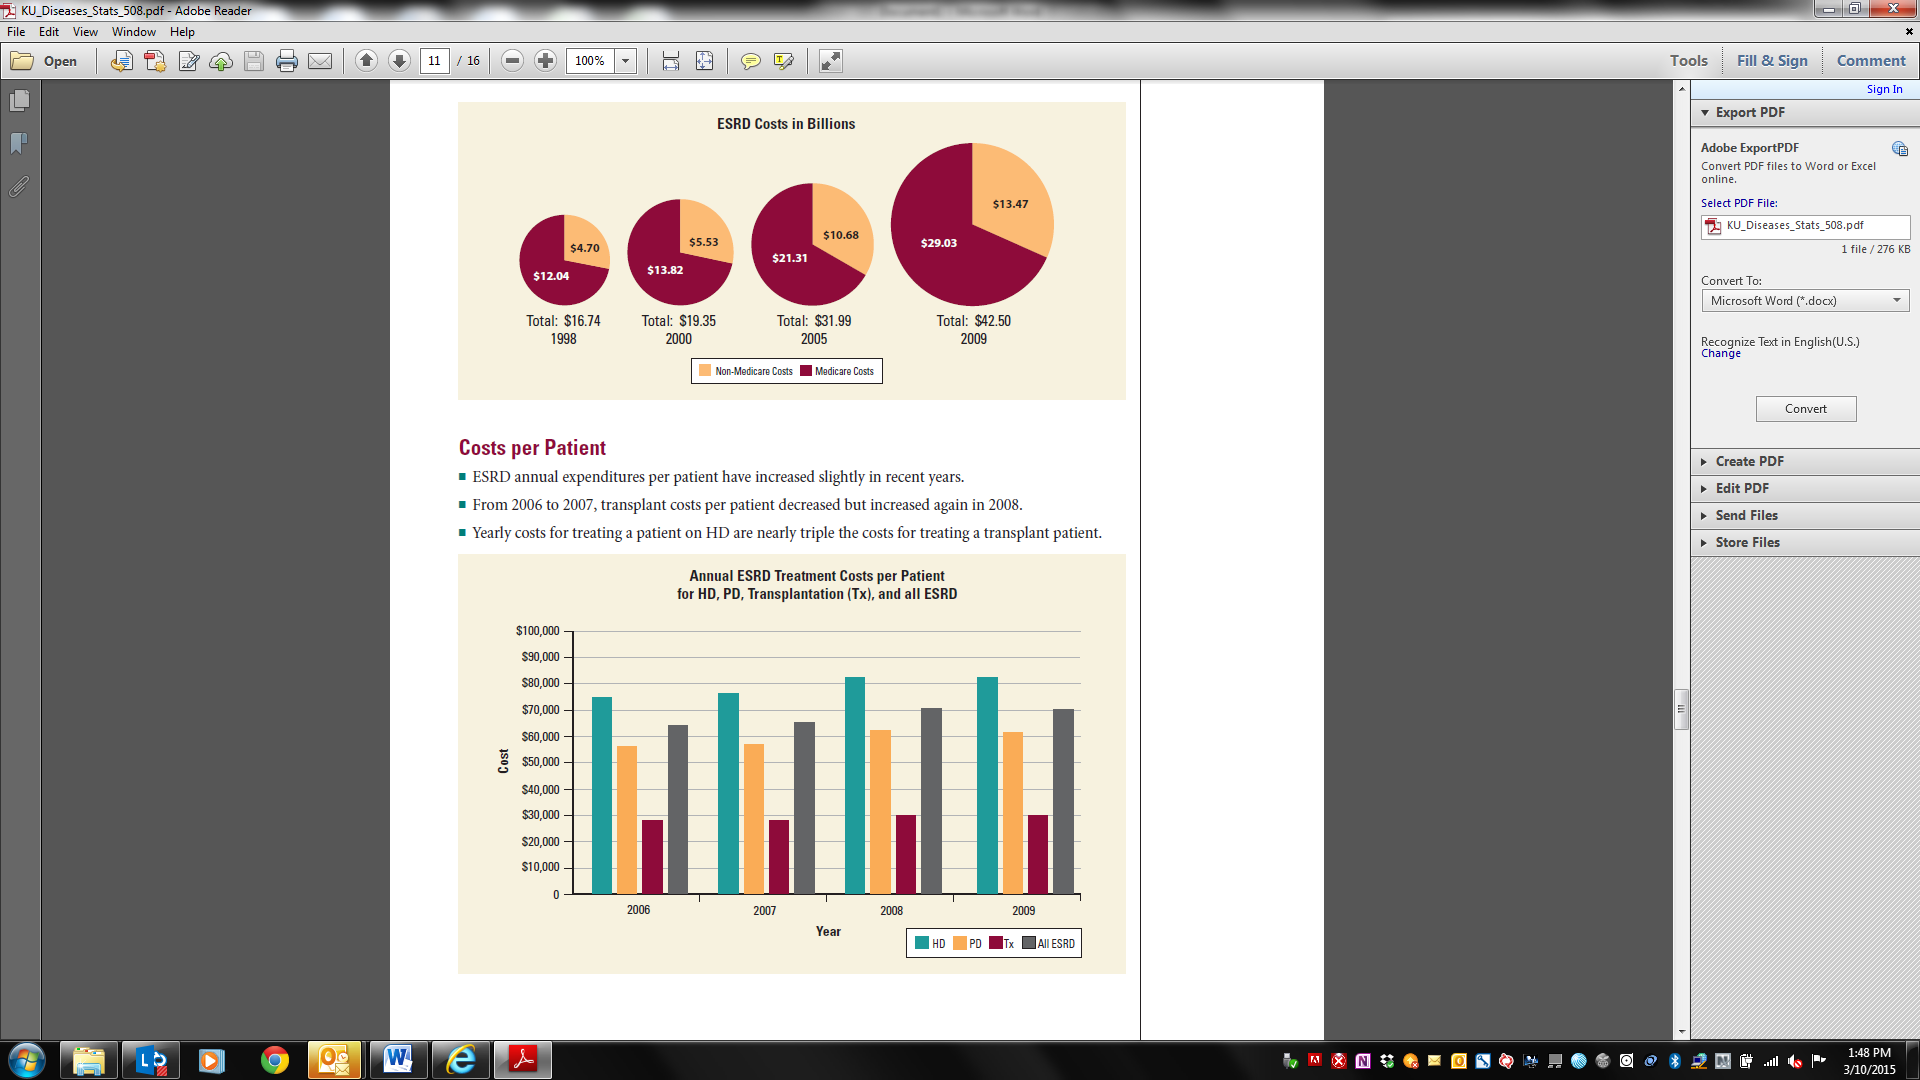 KU_Diseases_Stats_508.pdf - Adobe Reader
File Edit View Window Help
Open 11 / 16 100% Tools Fill & Sign Comment
Sign In
Export PDF
Adobe ExportPDF
Convert PDF files to Word or Excel
online.
Select PDF File:
KU_Diseases_Stats_508.pdf
1 file / 276 KB
Convert To:
Microsoft Word (*.docx)
Recognize Text in English(U.S.)
Change
Convert
Create PDF
Edit PDF
Send Files
Store Files
ESRD Costs in Billions
$4.70
$12.04
$5.53
$13.82
$10.68
$21.31
$13.47
$29.03
Total: $16.74 Total: $19.35 Total: $31.99 Total: $42.50
1998 2000 2005 2009
Non-Medicare Costs Medicare Costs
Costs per Patient
ESRD annual expenditures per patient have increased slightly in recent years.
From 2006 to 2007, transplant costs per patient decreased but increased again in 2008.
Yearly costs for treating a patient on HD are nearly triple the costs for treating a transplant patient.
Annual ESRD Treatment Costs per Patient
for HD, PD, Transplantation (Tx), and all ESRD
$100,000
$90,000
$80,000
$70,000
$60,000
$50,000
$40,000
$30,000
$20,000
$10,000
0
Cost
2006 2007 2008 2009
Year
HD PD Tx All ESRD
1:48 PM
3/10/2015